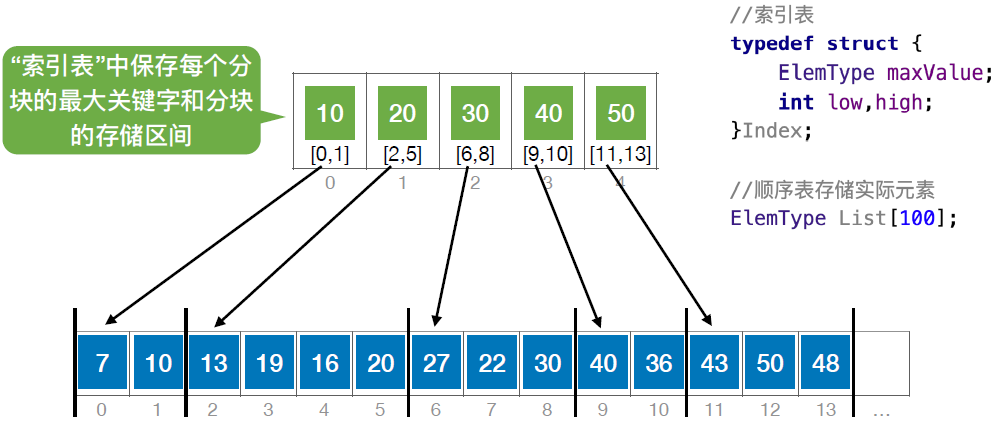 “索引表”中保存每个分
块的最大关键字和分块
的存储区间
10 20 30 40 50
[0,1] [2,5] [6,8] [9,10] [11,13]
0 1 2 3 4
//索引表
typedef struct {
    ElemType maxValue;
    int low,high;
}Index;
//顺序表存储实际元素
ElemType List[100];
7 10 13 19 16 20 27 22 30 40 36 43 50 48
0 1 2 3 4 5 6 7 8 9 10 11 12 13 ...